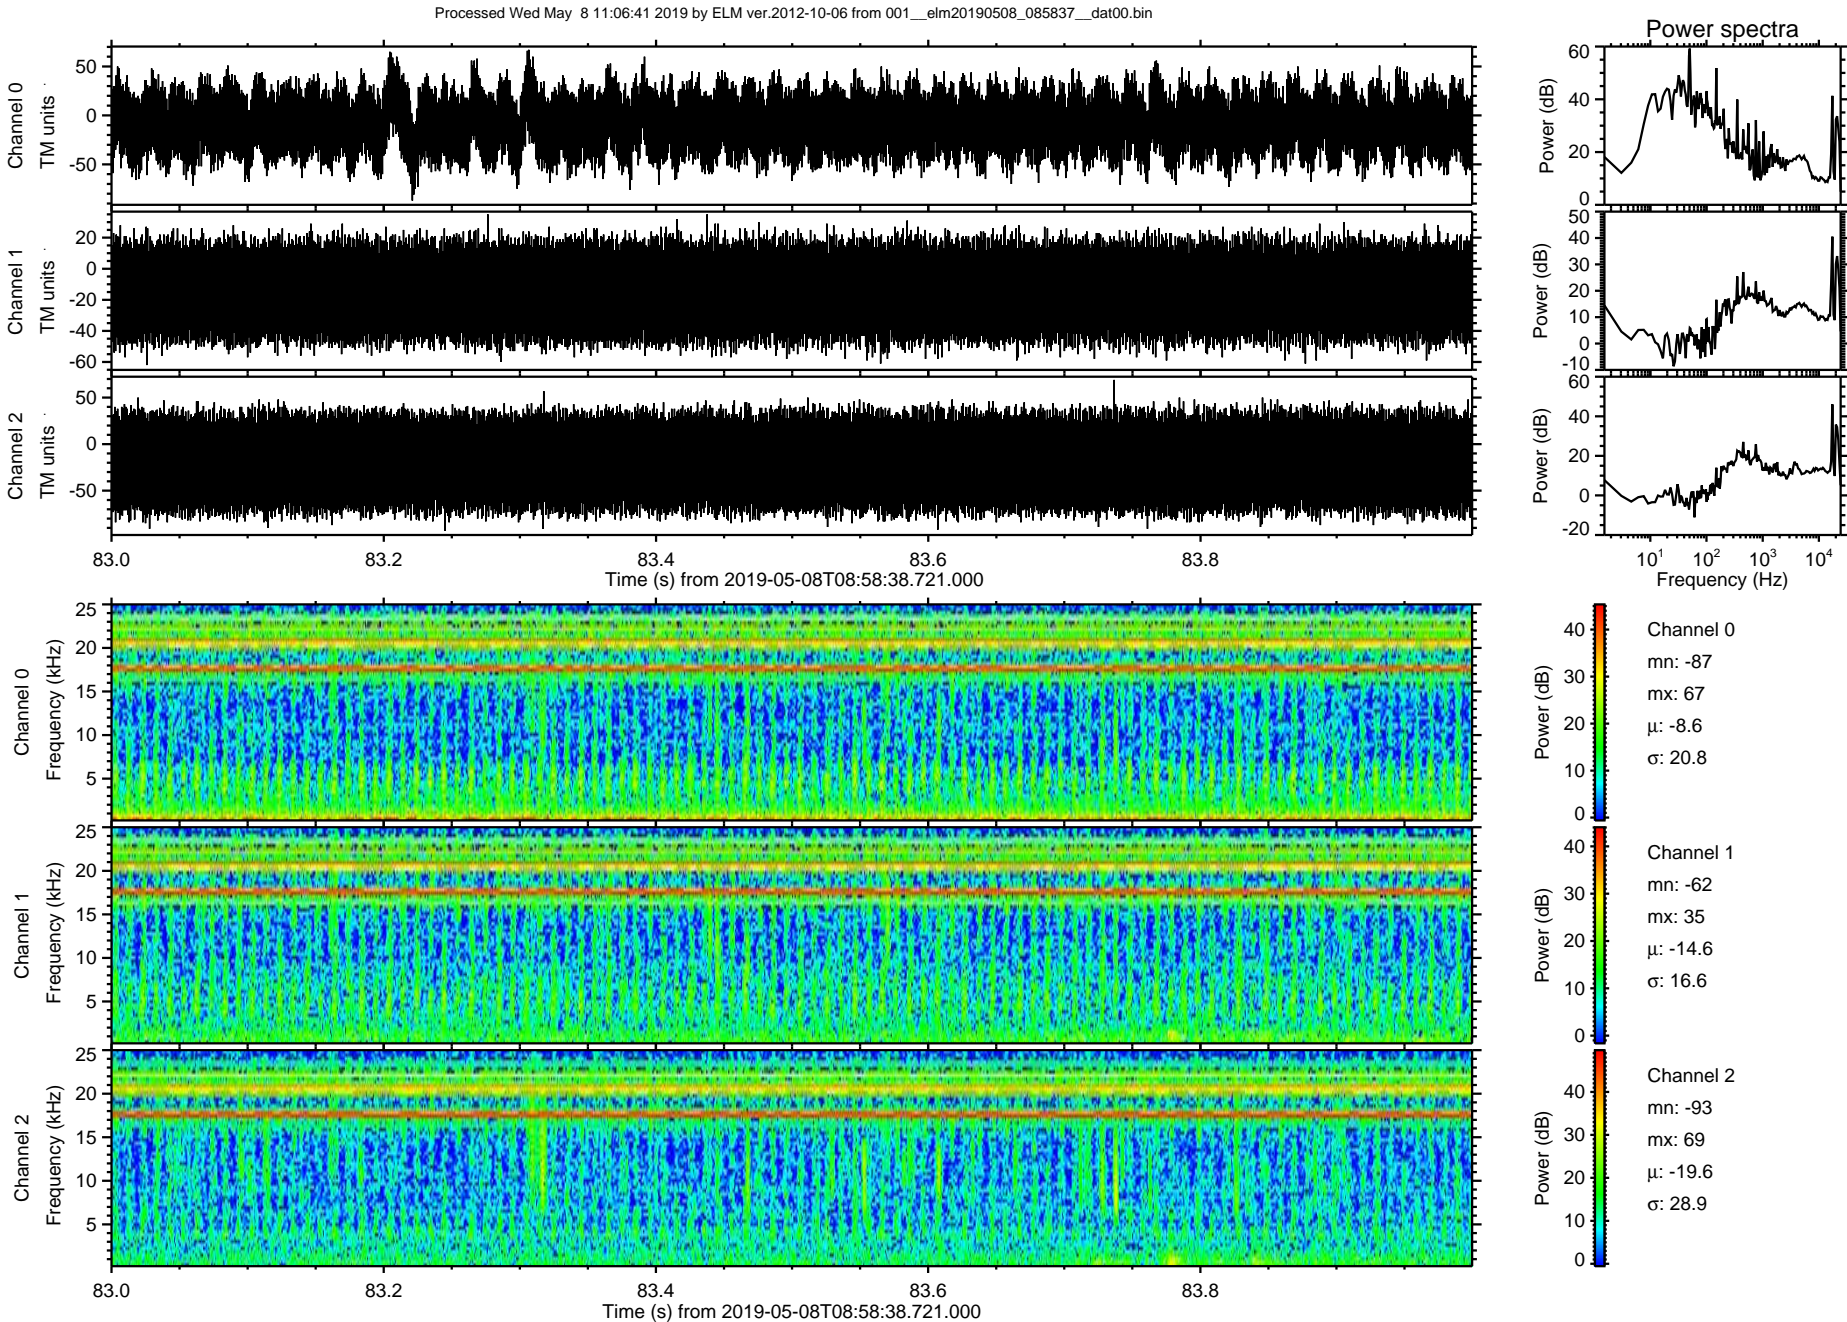 Processed Wed May  8 11:06:41 2019 by ELM ver.2012-10-06 from 001__elm20190508_085837__dat00.bin
Power spectra
Channel 0
TM units
50
0
-50
Power (dB)
60
40
20
0
Channel 1
TM units
20
0
-20
-40
-60
Power (dB)
50
40
30
20
10
0
-10
Channel 2
TM units
50
0
-50
Power (dB)
60
40
20
0
-20
83.0 83.2 83.4 83.6 83.8
Time (s) from 2019-05-08T08:58:38.721.000
10^1 10^2 10^3 10^4
Frequency (Hz)
Channel 0
Frequency (kHz)
25
20
15
10
5
Power (dB)
40
30
20
10
0
Channel 0
mn: -87
mx: 67
μ: -8.6
σ: 20.8
Channel 1
Frequency (kHz)
25
20
15
10
5
Power (dB)
40
30
20
10
0
Channel 1
mn: -62
mx: 35
μ: -14.6
σ: 16.6
Channel 2
Frequency (kHz)
25
20
15
10
5
Power (dB)
40
30
20
10
0
Channel 2
mn: -93
mx: 69
μ: -19.6
σ: 28.9
83.0 83.2 83.4 83.6 83.8
Time (s) from 2019-05-08T08:58:38.721.000